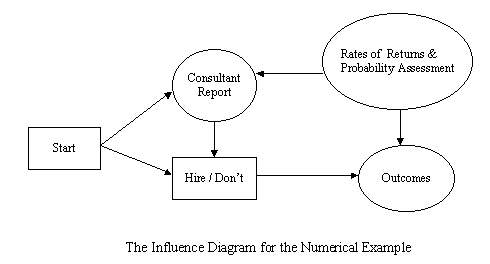 Rates of Returns &
Probability Assessment
Consultant
Report
Start
Hire / Don't
Outcomes
The Influence Diagram for the Numerical Example